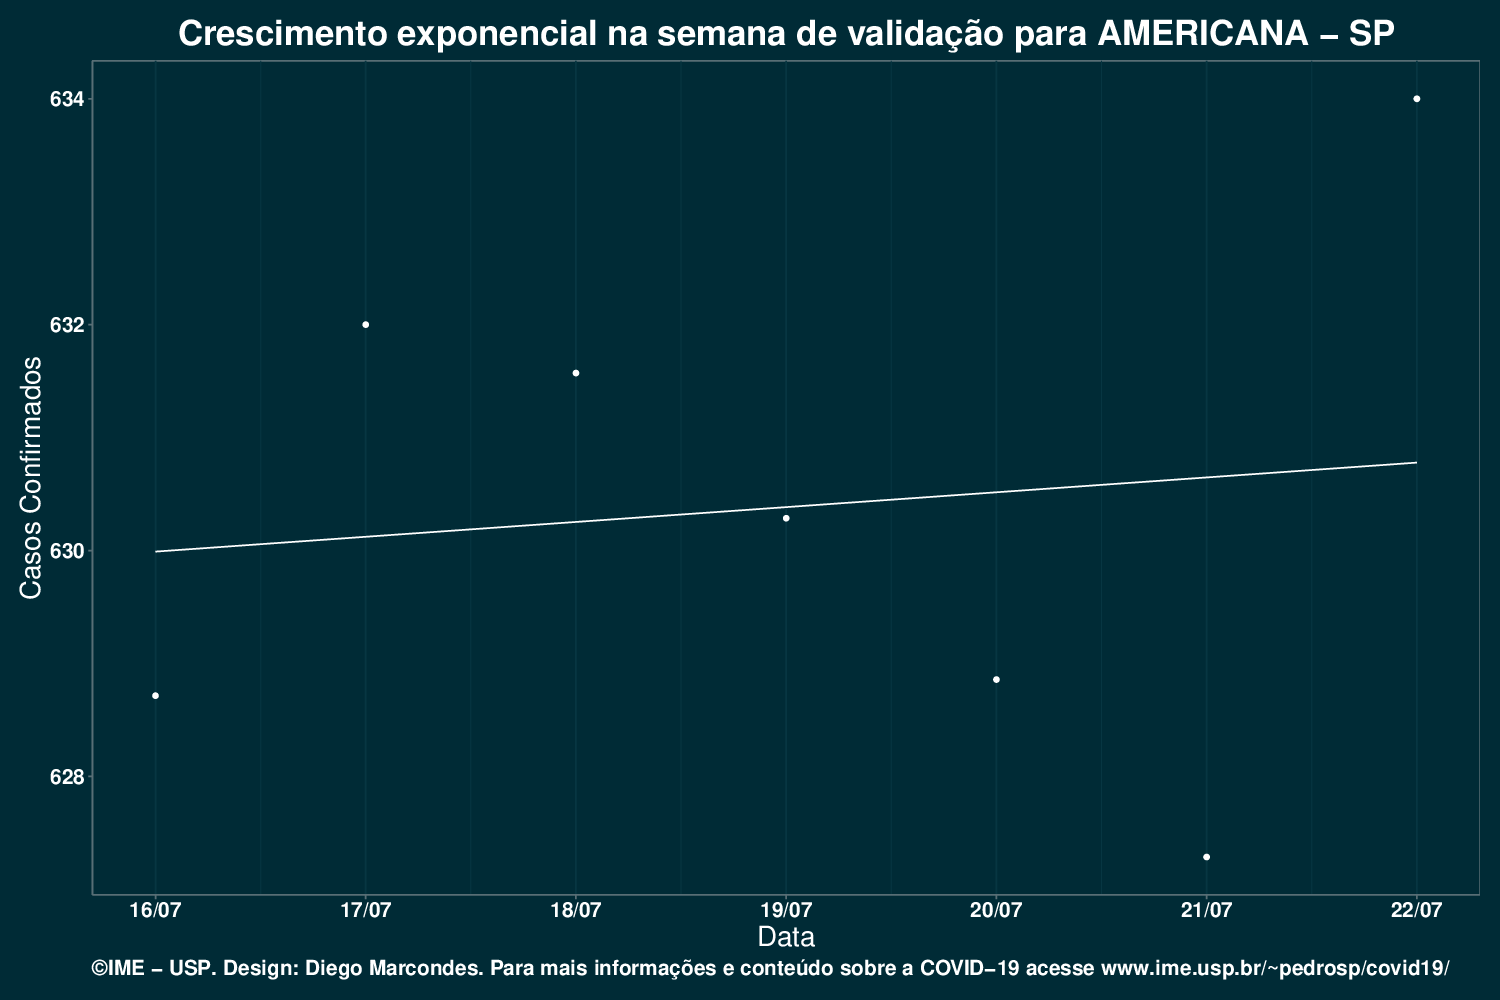 Crescimento exponencial na semana de validação para AMERICANA – SP
634
632
630
628
Casos Confirmados
16/07 17/07 18/07 19/07 20/07 21/07 22/07
Data
©IME – USP. Design: Diego Marcondes. Para mais informações e conteúdo sobre a COVID–19 acesse www.ime.usp.br/~pedrosp/covid19/